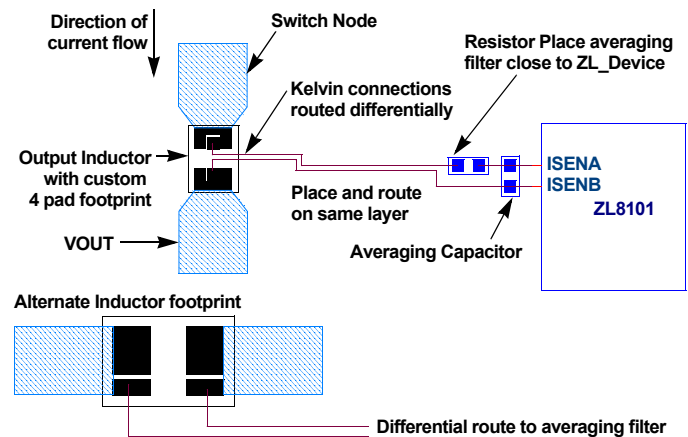 Direction of
current flow
Switch Node
Resistor Place averaging
filter close to ZL_Device
Kelvin connections
routed differentially
Output Inductor
with custom
4 pad footprint
ISENA
ISENB
ZL8101
Place and route
on same layer
VOUT
Averaging Capacitor
Alternate Inductor footprint
Differential route to averaging filter